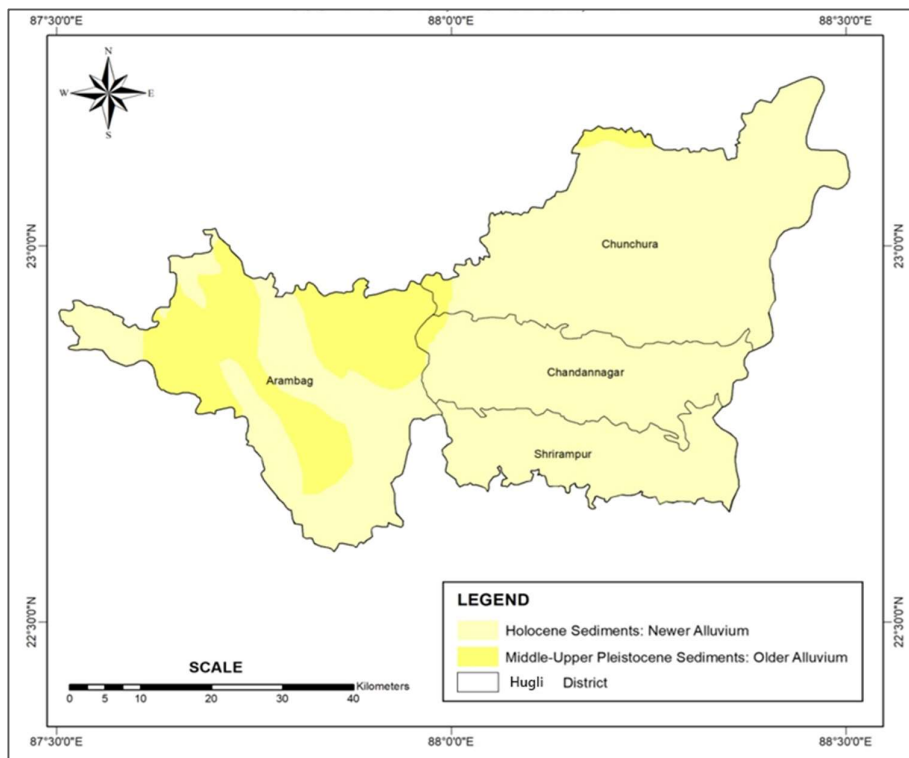 87°30'0"E 88°0'0"E 88°30'0"E
N
W E
S
23°0'0"N 23°0'0"N
Chunchura
Chandannagar
Arambag
Shrirampur
22°30'0"N 22°30'0"N
LEGEND
Holocene Sediments: Newer Alluvium
Middle-Upper Pleistocene Sediments: Older Alluvium
Hugli District
SCALE
Kilometers
0 5 10 20 30 40
87°30'0"E 88°0'0"E 88°30'0"E